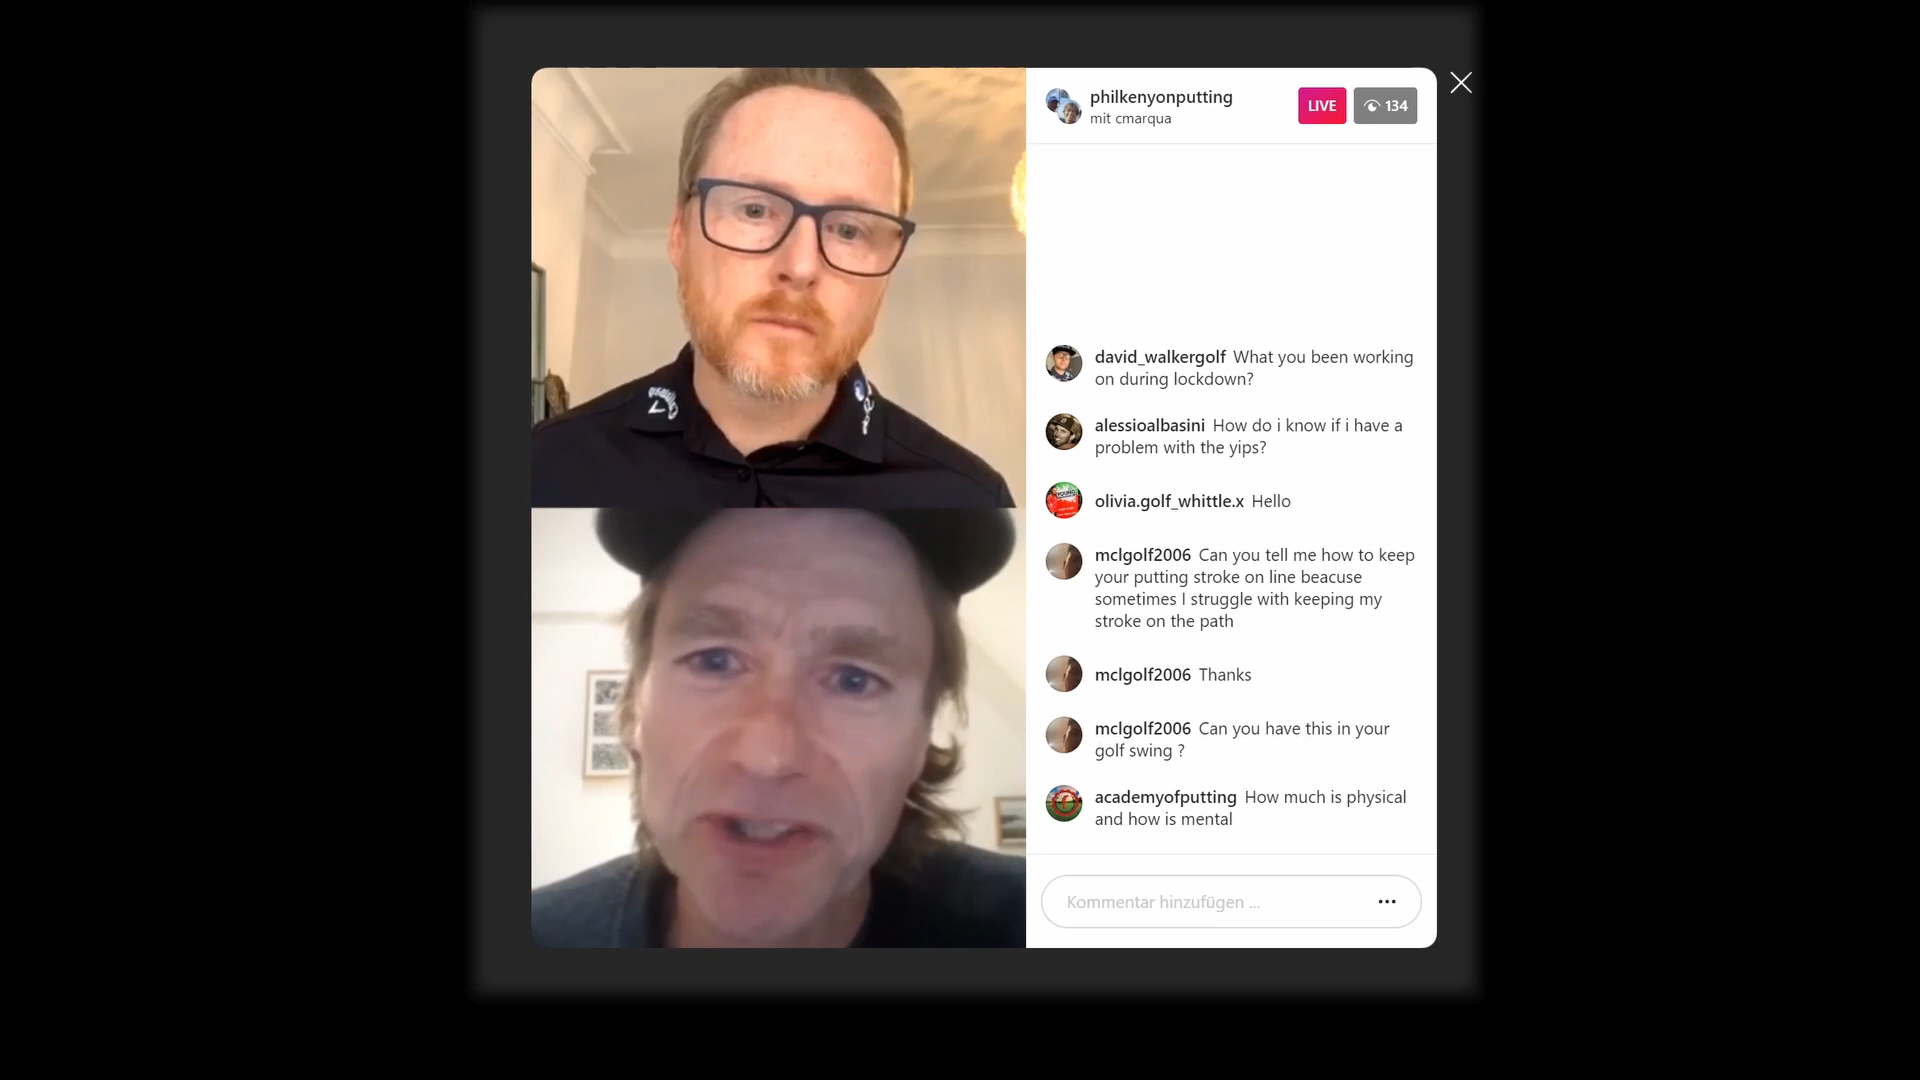 philkenyonputting
mit cmarqua
LIVE
134
david_walkergolf What you been working
on during lockdown?
alessioalbasini How do i know if i have a
problem with the yips?
olivia.golf_whittle.x Hello
mclgolf2006 Can you tell me how to keep
your putting stroke on line beacuse
sometimes I struggle with keeping my
stroke on the path
mclgolf2006 Thanks
mclgolf2006 Can you have this in your
golf swing ?
academyofputting How much is physical
and how is mental
Kommentar hinzufügen ...